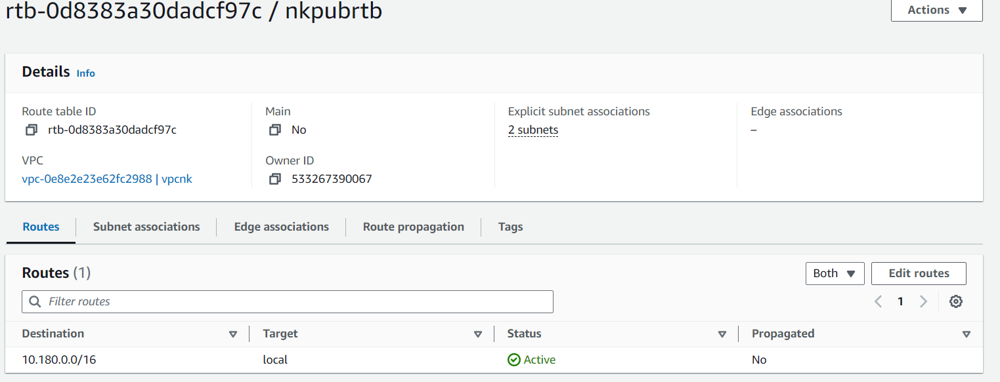 rtb-0d8383a30dadcf97c / nkpubrtb
Actions
Details Info
Route table ID
rtb-0d8383a30dadcf97c
Main
No
Explicit subnet associations
2 subnets
Edge associations
–
VPC
vpc-0e8e2e23e62fc2988 | vpcnk
Owner ID
533267390067
Routes
Subnet associations
Edge associations
Route propagation
Tags
Routes (1)
Both
Edit routes
Filter routes
1
Destination Target Status Propagated
10.180.0.0/16 local Active No